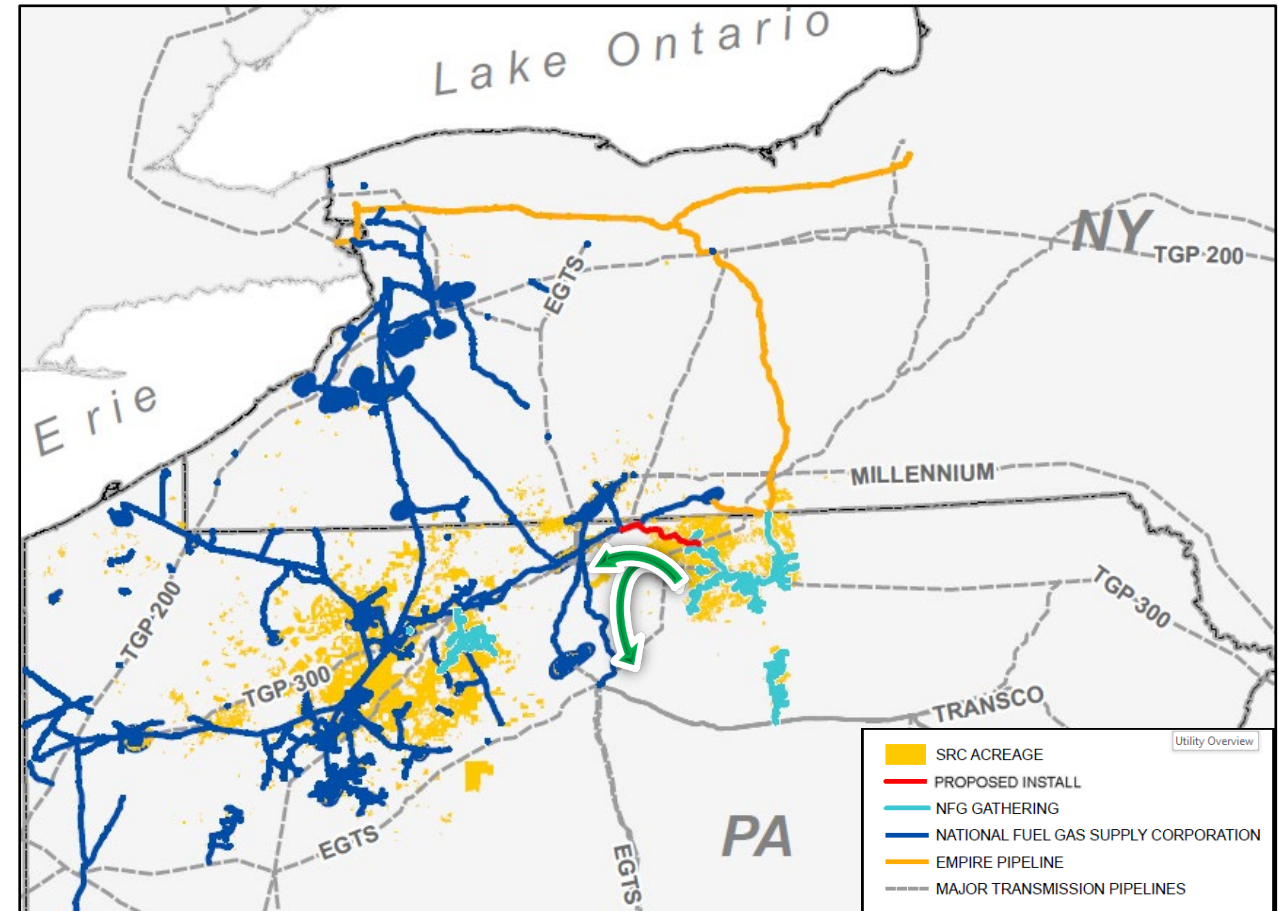 Lake Ontario
NY
TGP 200
EGTS
Erie
MILLENNIUM
TGP 200
TGP 300
TGP 300
TRANSCO
EGTS
EGTS
PA
Utility Overview
SRC ACREAGE
PROPOSED INSTALL
NFG GATHERING
NATIONAL FUEL GAS SUPPLY CORPORATION
EMPIRE PIPELINE
MAJOR TRANSMISSION PIPELINES